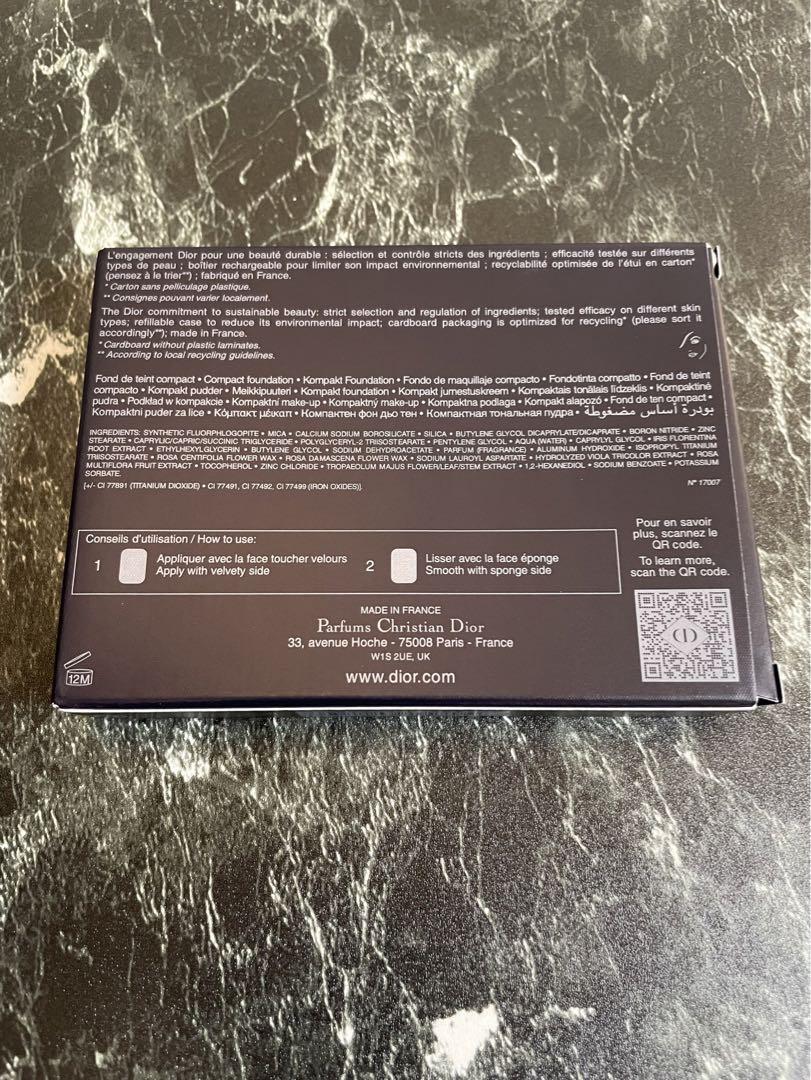 L'engagement Dior pour une beauté durable : sélection et contrôle stricts des ingrédients ; efficacité testée sur différents
types de peau ; boîtier rechargeable pour limiter son impact environnemental ; recyclabilité optimisée de l'étui en carton*
(pensez à le trier**) ; fabriqué en France.
* Carton sans pelliculage plastique.
** Consignes pouvant varier localement.
The Dior commitment to sustainable beauty: strict selection and regulation of ingredients; tested efficacy on different skin
types; refillable case to reduce its environmental impact; cardboard packaging is optimized for recycling* (please sort it
accordingly**); made in France.
* Cardboard without plastic laminates.
** According to local recycling guidelines.
Fond de teint compact • Compact foundation • Kompakt Foundation • Fondo de maquillaje compacto • Fondotinta compatto • Fond de teint
compacto • Kompakt pudder • Meikkipuuteri • Kompakt foundation • Kompakt jumestuskreem • Kompaktais tonālais līdzeklis • Kompaktinė
pudra • Podkład w kompakcie • Kompaktní make-up • Kompaktný make-up • Kompaktna podlaga • Kompakt alapozó • Fond de ten compact •
Kompaktni puder za lice • Κόμπακτ μέικαπ • Компактен фон дьо тен • Компактная тональная пудра • بودرة أساس مضغوطة
INGREDIENTS: SYNTHETIC FLUORPHLOGOPITE • MICA • CALCIUM SODIUM BOROSILICATE • SILICA • BUTYLENE GLYCOL DICAPRYLATE/DICAPRATE • BORON NITRIDE • ZINC
STEARATE • CAPRYLIC/CAPRIC/SUCCINIC TRIGLYCERIDE • POLYGLYCERYL-2 TRIISOSTEARATE • PENTYLENE GLYCOL • AQUA (WATER) • CAPRYLYL GLYCOL • IRIS FLORENTINA
ROOT EXTRACT • ETHYLHEXYLGLYCERIN • BUTYLENE GLYCOL • SODIUM DEHYDROACETATE • PARFUM (FRAGRANCE) • ALUMINUM HYDROXIDE • ISOPROPYL TITANIUM
TRIISOSTEARATE • ROSA CENTIFOLIA FLOWER WAX • ROSA DAMASCENA FLOWER WAX • SODIUM LAUROYL ASPARTATE • HYDROLYZED VIOLA TRICOLOR EXTRACT • ROSA
MULTIFLORA FRUIT EXTRACT • TOCOPHEROL • ZINC CHLORIDE • TROPAEOLUM MAJUS FLOWER/LEAF/STEM EXTRACT • 1,2-HEXANEDIOL • SODIUM BENZOATE • POTASSIUM
SORBATE.
[+/- CI 77891 (TITANIUM DIOXIDE) • CI 77491, CI 77492, CI 77499 (IRON OXIDES)].
N° 17007
Conseils d'utilisation / How to use:
1
Appliquer avec la face toucher velours
Apply with velvety side
2
Lisser avec la face éponge
Smooth with sponge side
Pour en savoir
plus, scannez le
QR code.
To learn more,
scan the QR code.
MADE IN FRANCE
Parfums Christian Dior
33, avenue Hoche - 75008 Paris - France
W1S 2UE, UK
www.dior.com
12M
CD